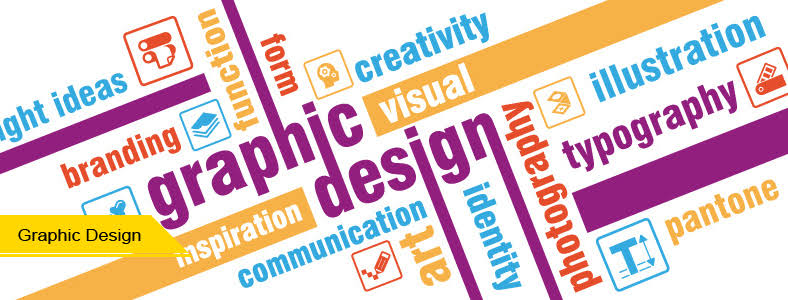 ght ideas
function
form
creativity
visual
illustration
branding
graphic
design
typography
photography
inspiration
communication
art
identity
pantone
T
Graphic Design